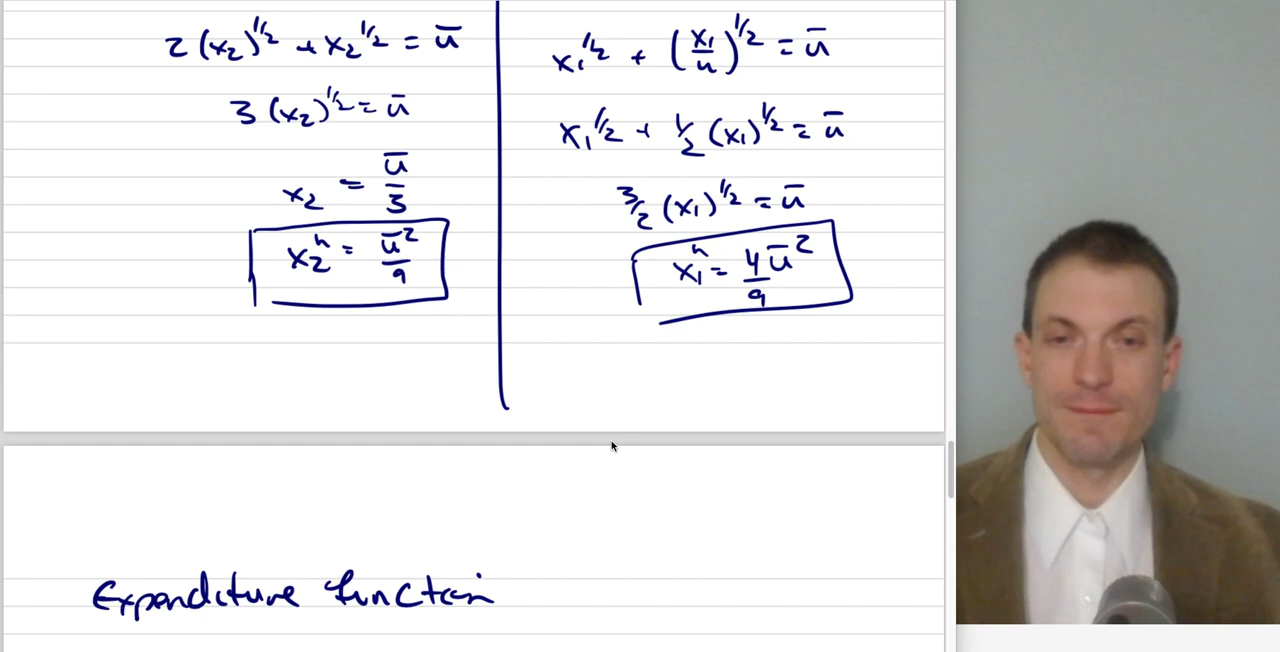 2 (x₂)^1/2 + x₂^1/2 = ū
3 (x₂)^1/2 = ū
x₂ = ū/3
x₂^h = ū²/9
x₁^1/2 + (x₁/4)^1/2 = ū
x₁^1/2 + 1/2 (x₁)^1/2 = ū
3/2 (x₁)^1/2 = ū
x₁^h = 4ū²/9
Expenditure function